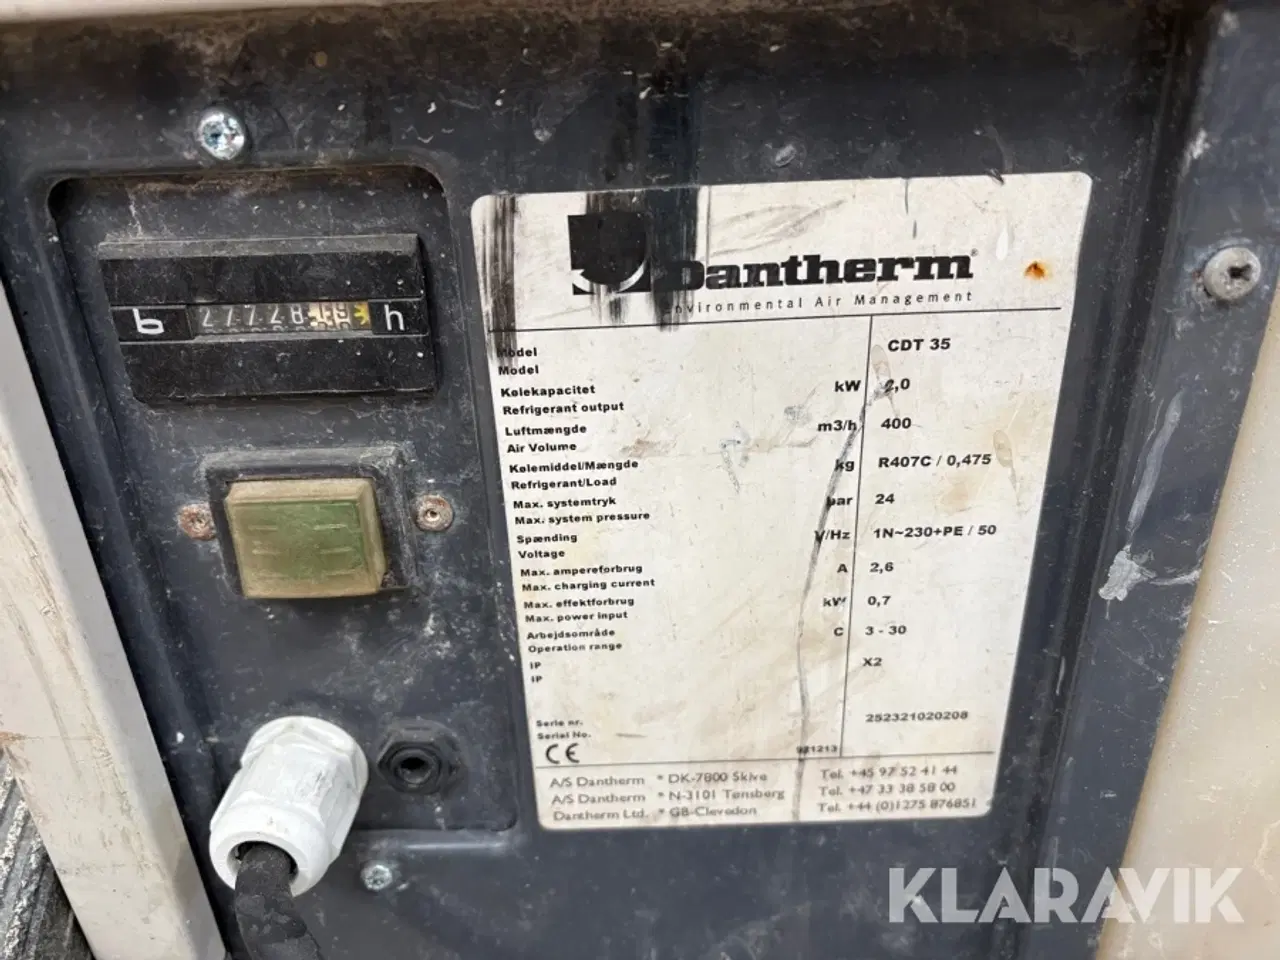 Dantherm®
Environmental Air Management
Model CDT 35
Model
Kølekapacitet kW 2,0
Refrigerant output
Luftmængde m3/h 400
Air Volume
Kølemiddel/Mængde kg R407C / 0,475
Refrigerant/Load
Max. systemtryk bar 24
Max. system pressure
Spænding V/Hz 1N~230+PE / 50
Voltage
Max. ampereforbrug A 2,6
Max. charging current
Max. effektforbrug kW 0,7
Max. power input
Arbejdsområde C 3 - 30
Operation range
IP X2
IP
Serie nr. 252321020208
Serial No.
CE 921213
A/S Dantherm * DK-7800 Skive Tel. +45 97 52 41 44
A/S Dantherm * N-3101 Tønsberg Tel. +47 33 38 58 00
Dantherm Ltd. * GB-Clevedon Tel. +44 (0)1275 876851
h
KLARAVIK